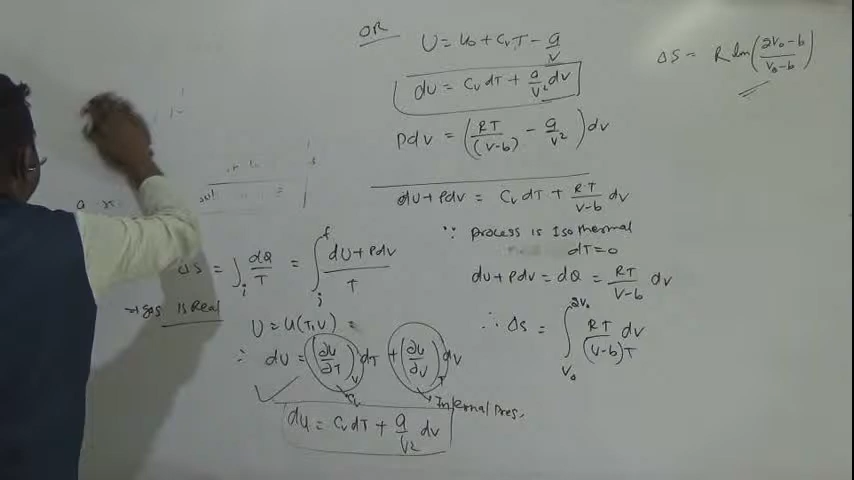 OR
U = U₀ + CᵥT − a/V
dU = Cᵥ dT + a/V² dV
PdV = (RT/(V−b) − a/V²) dV
dU + PdV = Cᵥ dT + RT/V−b dV
∵ process is Isothermal
dT = 0
dU + PdV = dQ = RT/V−b dV
∴ ΔS = ∫_{V₀}^{2V₀} RT/(V−b)T dV
ΔS = R ln(2V₀−b/V₀−b)
ΔS = ∫ᵢ dQ/T = ∫ᵢᶠ dU + PdV/T
→ gas is Real
U = U(T,V) =
∴ dU = (∂U/∂T)ᵥ dT + (∂U/∂V)_T dV
Cᵥ
Internal Pres.
dU = Cᵥ dT + a/V² dV